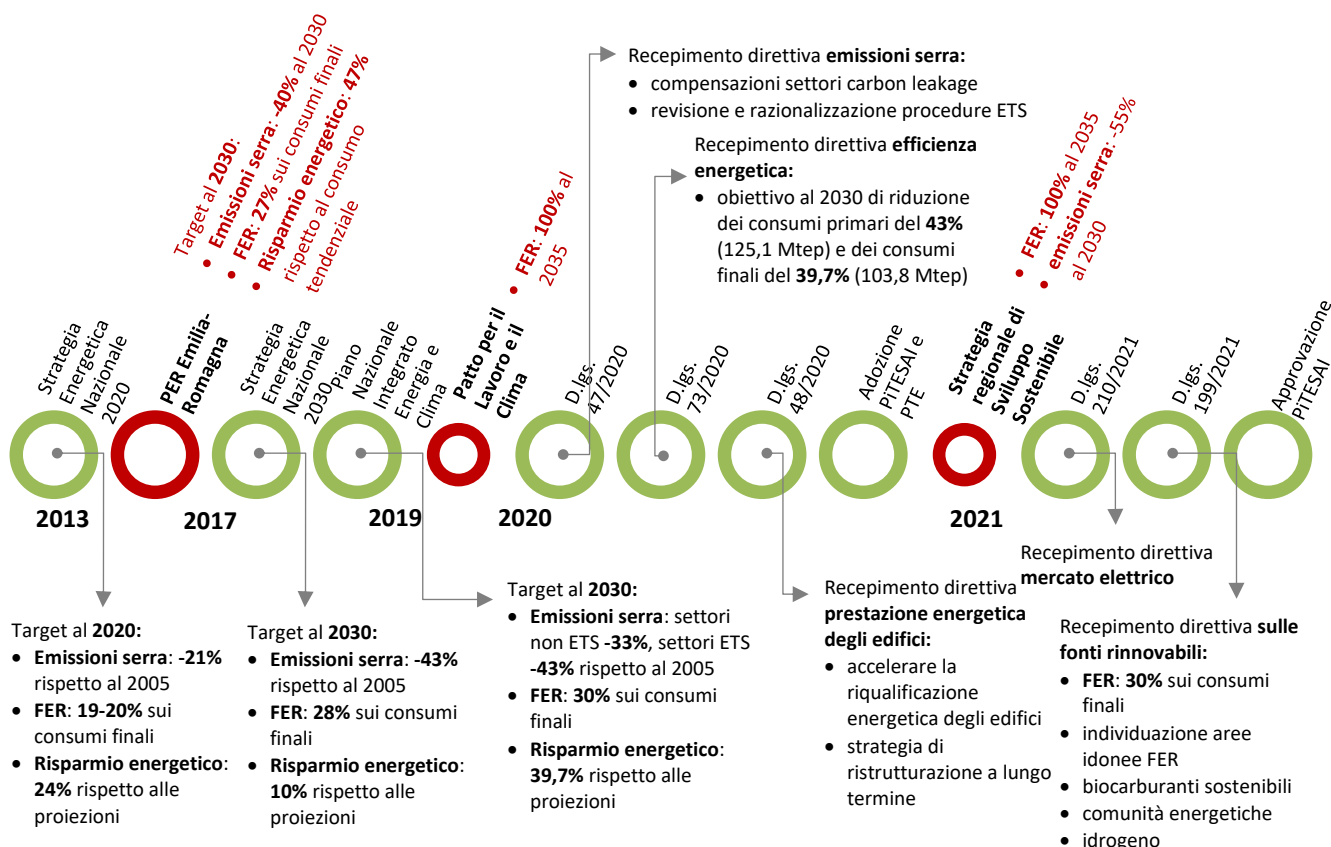 Recepimento direttiva emissioni serra:
• compensazioni settori carbon leakage
• revisione e razionalizzazione procedure ETS
Recepimento direttiva efficienza
energetica:
• obiettivo al 2030 di riduzione
dei consumi primari del 43%
(125,1 Mtep) e dei consumi
finali del 39,7% (103,8 Mtep)
Target al 2030:
• Emissioni serra: -40% al 2030
• FER: 27% sui consumi finali
• Risparmio energetico: 47%
rispetto al consumo
tendenziale
• FER: 100% al
2035
• FER: 100% al 2035
• emissioni serra: -55%
al 2030
Strategia
Energetica
Nazionale
2020
PER Emilia-
Romagna
Strategia
Energetica
Nazionale
2030
Piano
Nazionale
Integrato
Energia e
Clima
Patto per il
Lavoro e il
Clima
D.lgs.
47/2020
D.lgs.
73/2020
D.lgs.
48/2020
Adozione
PiTESAI e
PTE
Strategia
regionale di
Sviluppo
Sostenibile
D.lgs.
210/2021
D.lgs.
199/2021
Approvazione
PiTESAI
2013
2017
2019
2020
2021
Target al 2020:
• Emissioni serra: -21%
rispetto al 2005
• FER: 19-20% sui
consumi finali
• Risparmio energetico:
24% rispetto alle
proiezioni
Target al 2030:
• Emissioni serra: -43%
rispetto al 2005
• FER: 28% sui consumi
finali
• Risparmio energetico:
10% rispetto alle
proiezioni
Target al 2030:
• Emissioni serra: settori
non ETS -33%, settori ETS
-43% rispetto al 2005
• FER: 30% sui consumi
finali
• Risparmio energetico:
39,7% rispetto alle
proiezioni
Recepimento direttiva
prestazione energetica
degli edifici:
• accelerare la
riqualificazione
energetica degli edifici
• strategia di
ristrutturazione a lungo
termine
Recepimento direttiva
mercato elettrico
Recepimento direttiva sulle
fonti rinnovabili:
• FER: 30% sui consumi
finali
• individuazione aree
idonee FER
• biocarburanti sostenibili
• comunità energetiche
• idrogeno